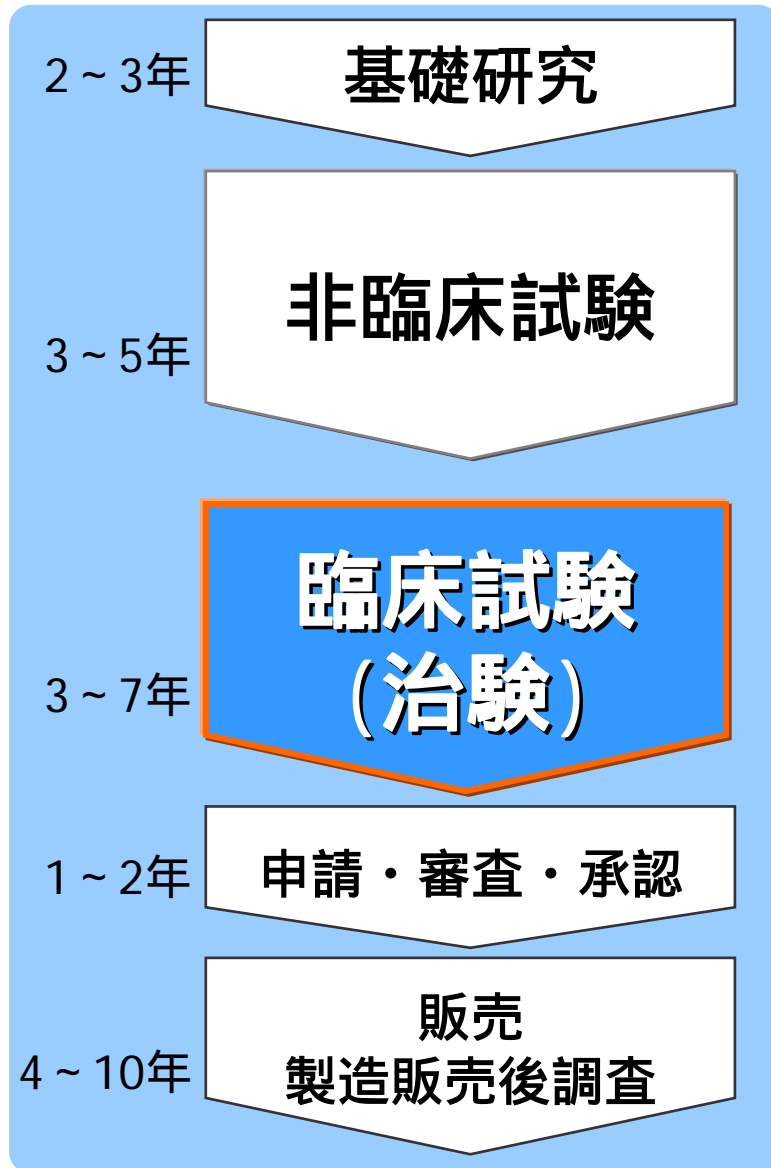 2～3年
基礎研究
3～5年
非臨床試験
3～7年
臨床試験
(治験)
1～2年
申請・審査・承認
4～10年
販売
製造販売後調査